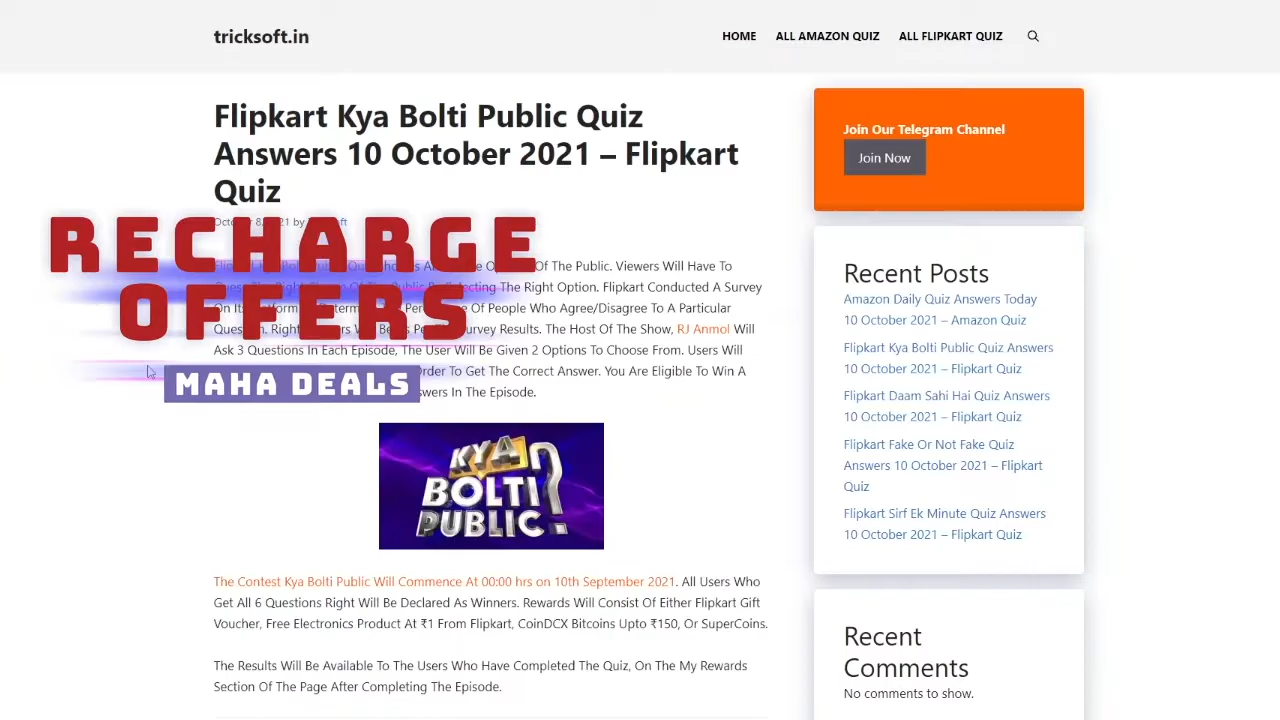 tricksoft.in
HOME ALL AMAZON QUIZ ALL FLIPKART QUIZ
Flipkart Kya Bolti Public Quiz
Answers 10 October 2021 – Flipkart
Quiz
RECHARGE
OFFERS
MAHA DEALS
Of The Public. Viewers Will Have To
The Right Option. Flipkart Conducted A Survey
Of People Who Agree/Disagree To A Particular
Survey Results. The Host Of The Show, RJ Anmol Will
Ask 3 Questions In Each Episode, The User Will Be Given 2 Options To Choose From. Users Will
Order To Get The Correct Answer. You Are Eligible To Win A
In The Episode.
KYA
BOLTI
PUBLIC?
The Contest Kya Bolti Public Will Commence At 00:00 hrs on 10th September 2021. All Users Who
Get All 6 Questions Right Will Be Declared As Winners. Rewards Will Consist Of Either Flipkart Gift
Voucher, Free Electronics Product At ₹1 From Flipkart, CoinDCX Bitcoins Upto ₹150, Or SuperCoins.
The Results Will Be Available To The Users Who Have Completed The Quiz, On The My Rewards
Section Of The Page After Completing The Episode.
Join Our Telegram Channel
Join Now
Recent Posts
Amazon Daily Quiz Answers Today
10 October 2021 – Amazon Quiz
Flipkart Kya Bolti Public Quiz Answers
10 October 2021 – Flipkart Quiz
Flipkart Daam Sahi Hai Quiz Answers
10 October 2021 – Flipkart Quiz
Flipkart Fake Or Not Fake Quiz
Answers 10 October 2021 – Flipkart
Quiz
Flipkart Sirf Ek Minute Quiz Answers
10 October 2021 – Flipkart Quiz
Recent
Comments
No comments to show.